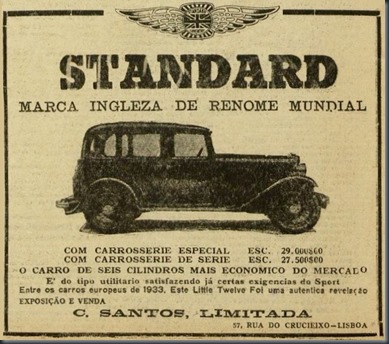 STANDARD
MARCA INGLEZA DE RENOME MUNDIAL
COM CARROSSERIE ESPECIAL ESC. 29.000$00
COM CARROSSERIE DE SERIE ESC. 27.500$00
O CARRO DE SEIS CILINDROS MAIS ECONOMICO DO MERCADO
E' do tipo utilitario satisfazendo já certas exigencias do Sport
Entre os carros europeus de 1933, Este Little Twelve Foi uma autentica revelação
EXPOSIÇÃO E VENDA
C. SANTOS, LIMITADA
57, RUA DO CRUCIEIXO—LISBOA